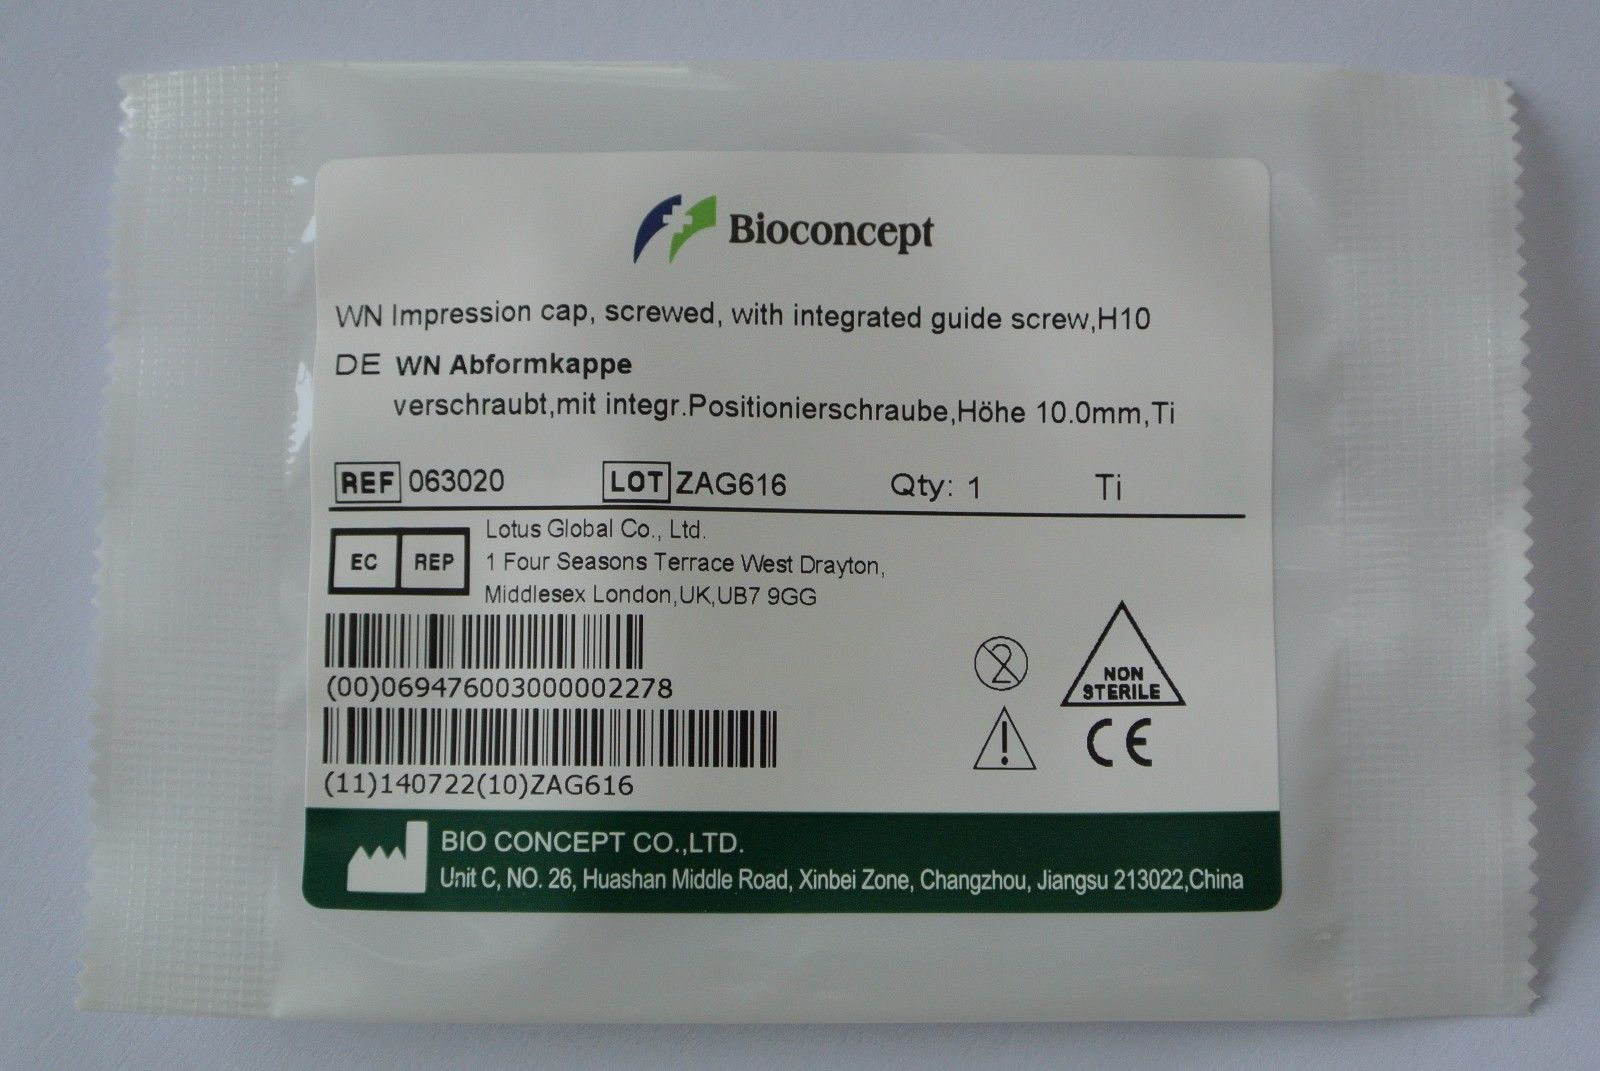 Bioconcept
WN Impression cap, screwed, with integrated guide screw,H10
DE WN Abformkappe
verschraubt,mit integr.Positionierschraube,Höhe 10.0mm,Ti
REF 063020 LOT ZAG616 Qty: 1 Ti
EC REP
Lotus Global Co., Ltd.
1 Four Seasons Terrace West Drayton,
Middlesex London,UK,UB7 9GG
(00)069476003000002278
(11)140722(10)ZAG616
2
NON
STERILE
!
CE
BIO CONCEPT CO.,LTD.
Unit C, NO. 26, Huashan Middle Road, Xinbei Zone, Changzhou, Jiangsu 213022,China